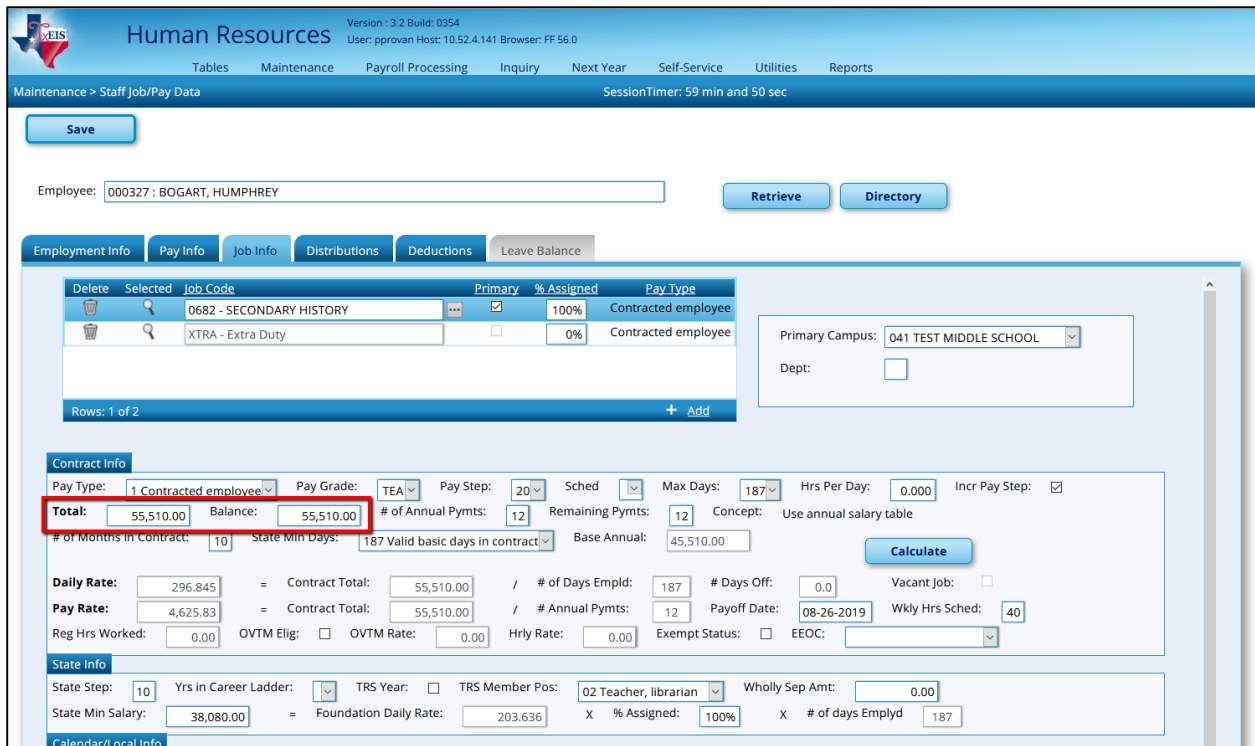 TxEIS
Human Resources
Version : 3.2 Build: 0354
User: pprovan Host: 10.52.4.141 Browser: FF 56.0
Tables Maintenance Payroll Processing Inquiry Next Year Self-Service Utilities Reports
Maintenance > Staff Job/Pay Data SessionTimer: 59 min and 50 sec
Save
Employee: 000327 : BOGART, HUMPHREY Retrieve Directory
Employment Info Pay Info Job Info Distributions Deductions Leave Balance
Delete Selected Job Code Primary % Assigned Pay Type
0682 - SECONDARY HISTORY ... 100% Contracted employee
XTRA - Extra Duty 0% Contracted employee
Rows: 1 of 2 + Add
Primary Campus: 041 TEST MIDDLE SCHOOL
Dept:
Contract Info
Pay Type: 1 Contracted employee Pay Grade: TEA Pay Step: 20 Sched Max Days: 187 Hrs Per Day: 0.000 Incr Pay Step:
Total: 55,510.00 Balance: 55,510.00 # of Annual Pymts: 12 Remaining Pymts: 12 Concept: Use annual salary table
# of Months in Contract: 10 State Min Days: 187 Valid basic days in contract Base Annual: 45,510.00
Calculate
Daily Rate: 296.845 = Contract Total: 55,510.00 / # of Days Empld: 187 # Days Off: 0.0 Vacant Job:
Pay Rate: 4,625.83 = Contract Total: 55,510.00 / # Annual Pymts: 12 Payoff Date: 08-26-2019 Wkly Hrs Sched: 40
Reg Hrs Worked: 0.00 OVTM Elig: OVTM Rate: 0.00 Hrly Rate: 0.00 Exempt Status: EEOC:
State Info
State Step: 10 Yrs in Career Ladder: TRS Year: TRS Member Pos: 02 Teacher, librarian Wholly Sep Amt: 0.00
State Min Salary: 38,080.00 = Foundation Daily Rate: 203.636 X % Assigned: 100% X # of days Emplyd 187
Calendar/Local Info